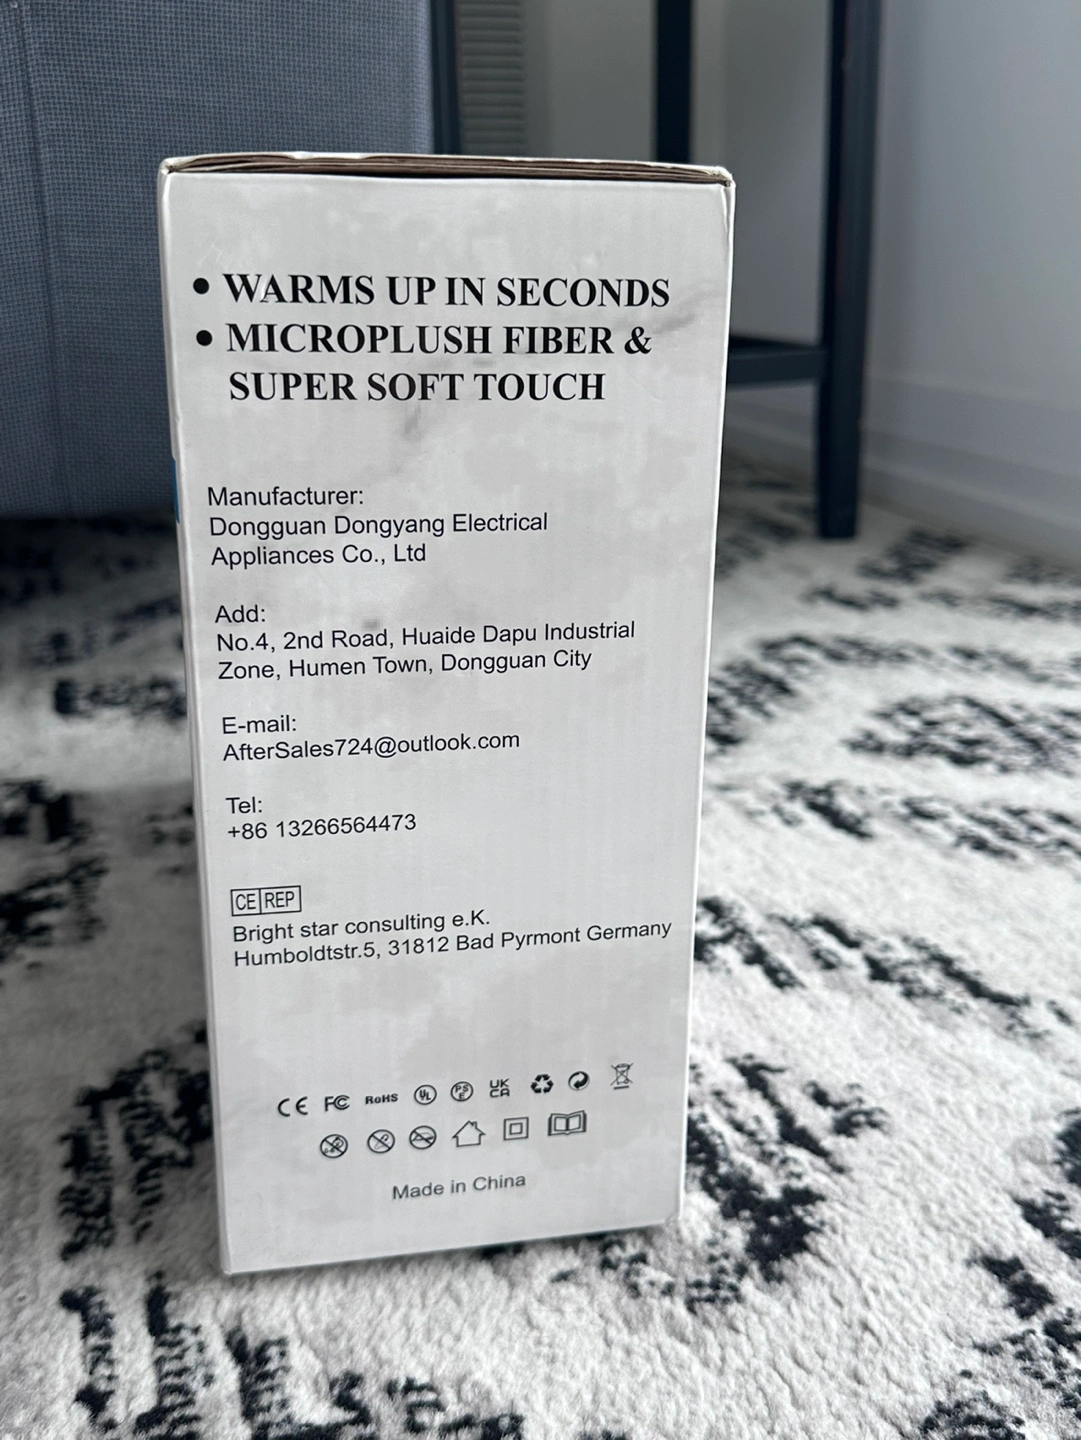 • WARMS UP IN SECONDS
• MICROPLUSH FIBER &
SUPER SOFT TOUCH
Manufacturer:
Dongguan Dongyang Electrical
Appliances Co., Ltd
Add:
No.4, 2nd Road, Huaide Dapu Industrial
Zone, Humen Town, Dongguan City
E-mail:
AfterSales724@outlook.com
Tel:
+86 13266564473
CE REP
Bright star consulting e.K.
Humboldtstr.5, 31812 Bad Pyrmont Germany
CE FC RoHS UL PSE UK CA
Made in China